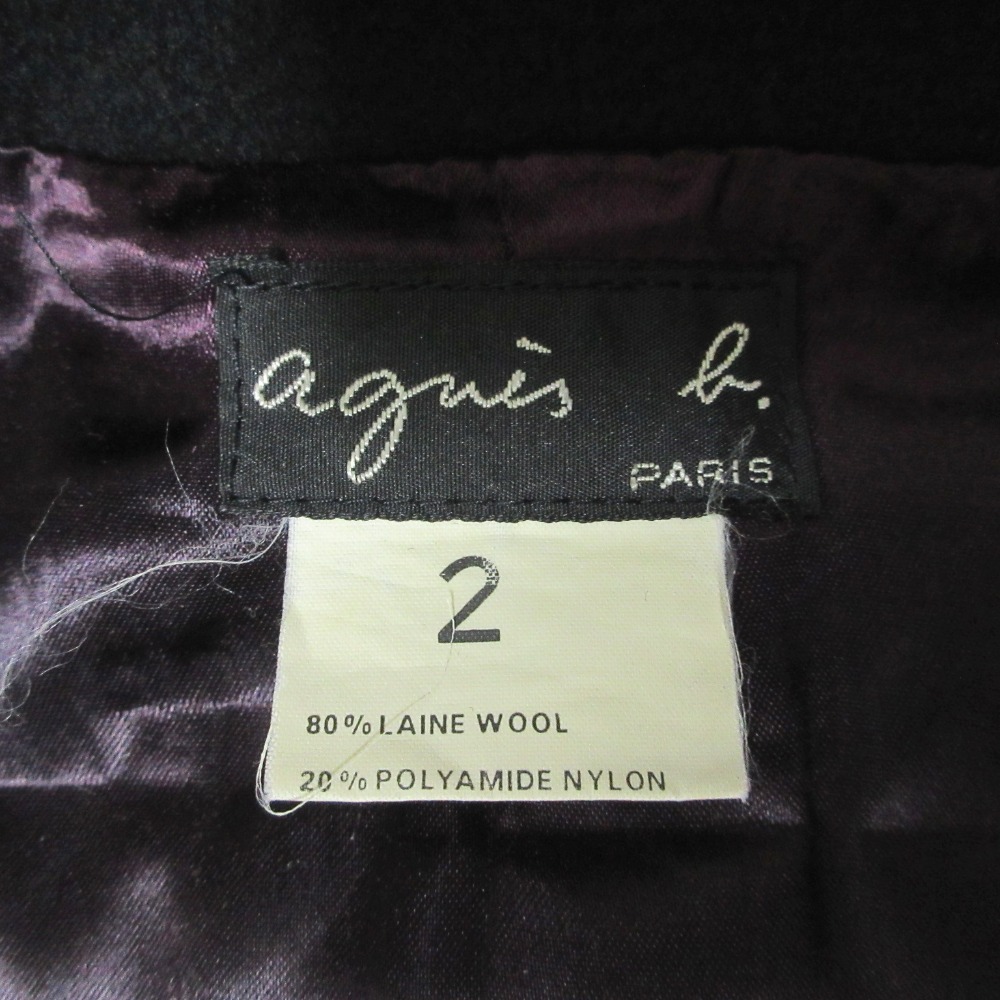 agnès b.
PARIS
2
80% LAINE WOOL
20% POLYAMIDE NYLON